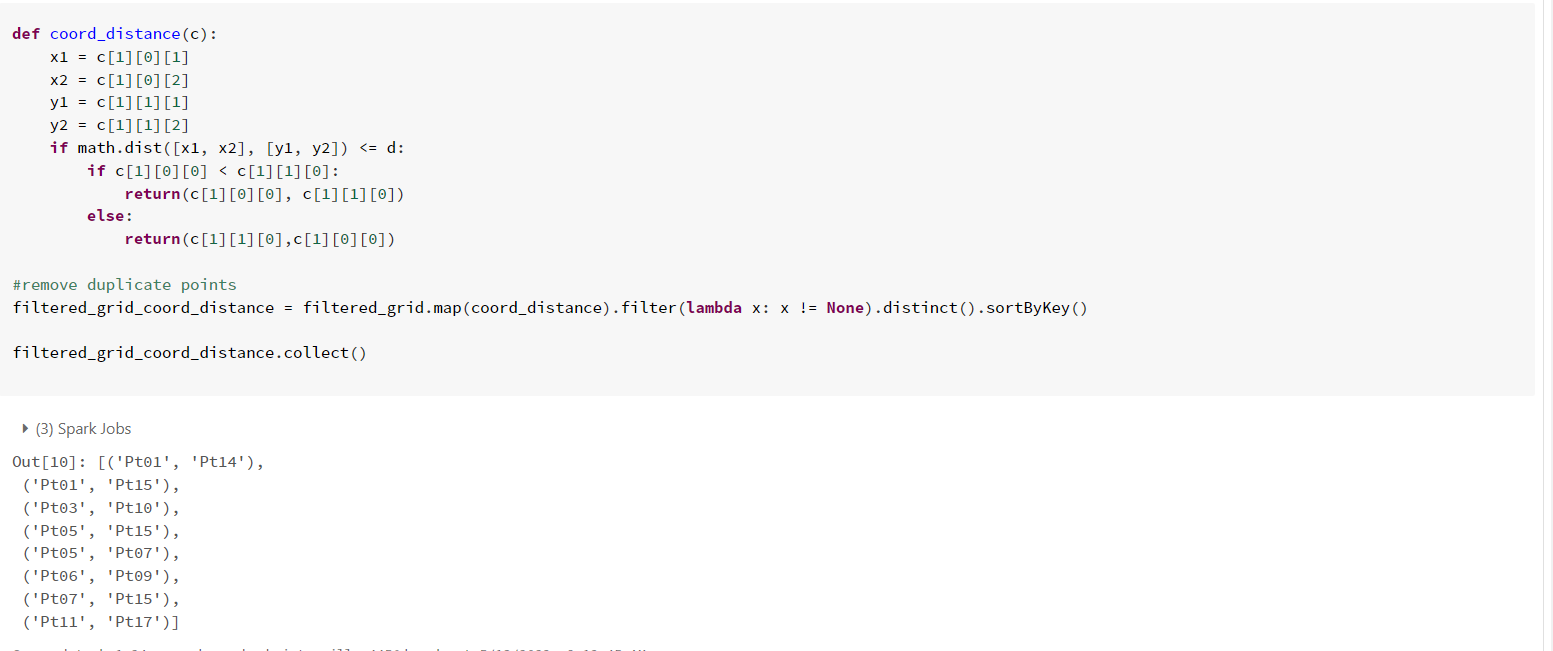 def coord_distance(c):
    x1 = c[1][0][1]
    x2 = c[1][0][2]
    y1 = c[1][1][1]
    y2 = c[1][1][2]
    if math.dist([x1, x2], [y1, y2]) <= d:
        if c[1][0][0] < c[1][1][0]:
            return(c[1][0][0], c[1][1][0])
        else:
            return(c[1][1][0],c[1][0][0])
#remove duplicate points
filtered_grid_coord_distance = filtered_grid.map(coord_distance).filter(lambda x: x != None).distinct().sortByKey()
filtered_grid_coord_distance.collect()
(3) Spark Jobs
Out[10]: [('Pt01', 'Pt14'),
 ('Pt01', 'Pt15'),
 ('Pt03', 'Pt10'),
 ('Pt05', 'Pt15'),
 ('Pt05', 'Pt07'),
 ('Pt06', 'Pt09'),
 ('Pt07', 'Pt15'),
 ('Pt11', 'Pt17')]